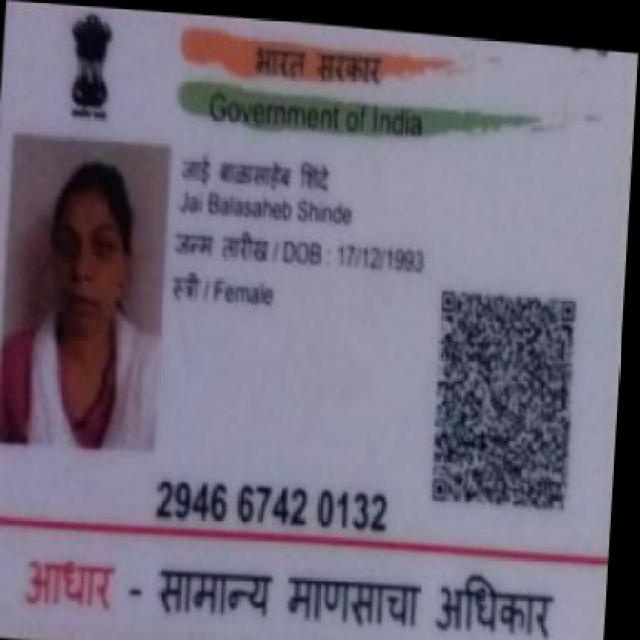 भारत सरकार
Government of India
जाई बाळासाहेब शिंदे
Jai Balasaheb Shinde
जन्म तारीख / DOB : 17/12/1993
स्त्री / Female
2946 6742 0132
आधार - सामान्य माणसाचा अधिकार